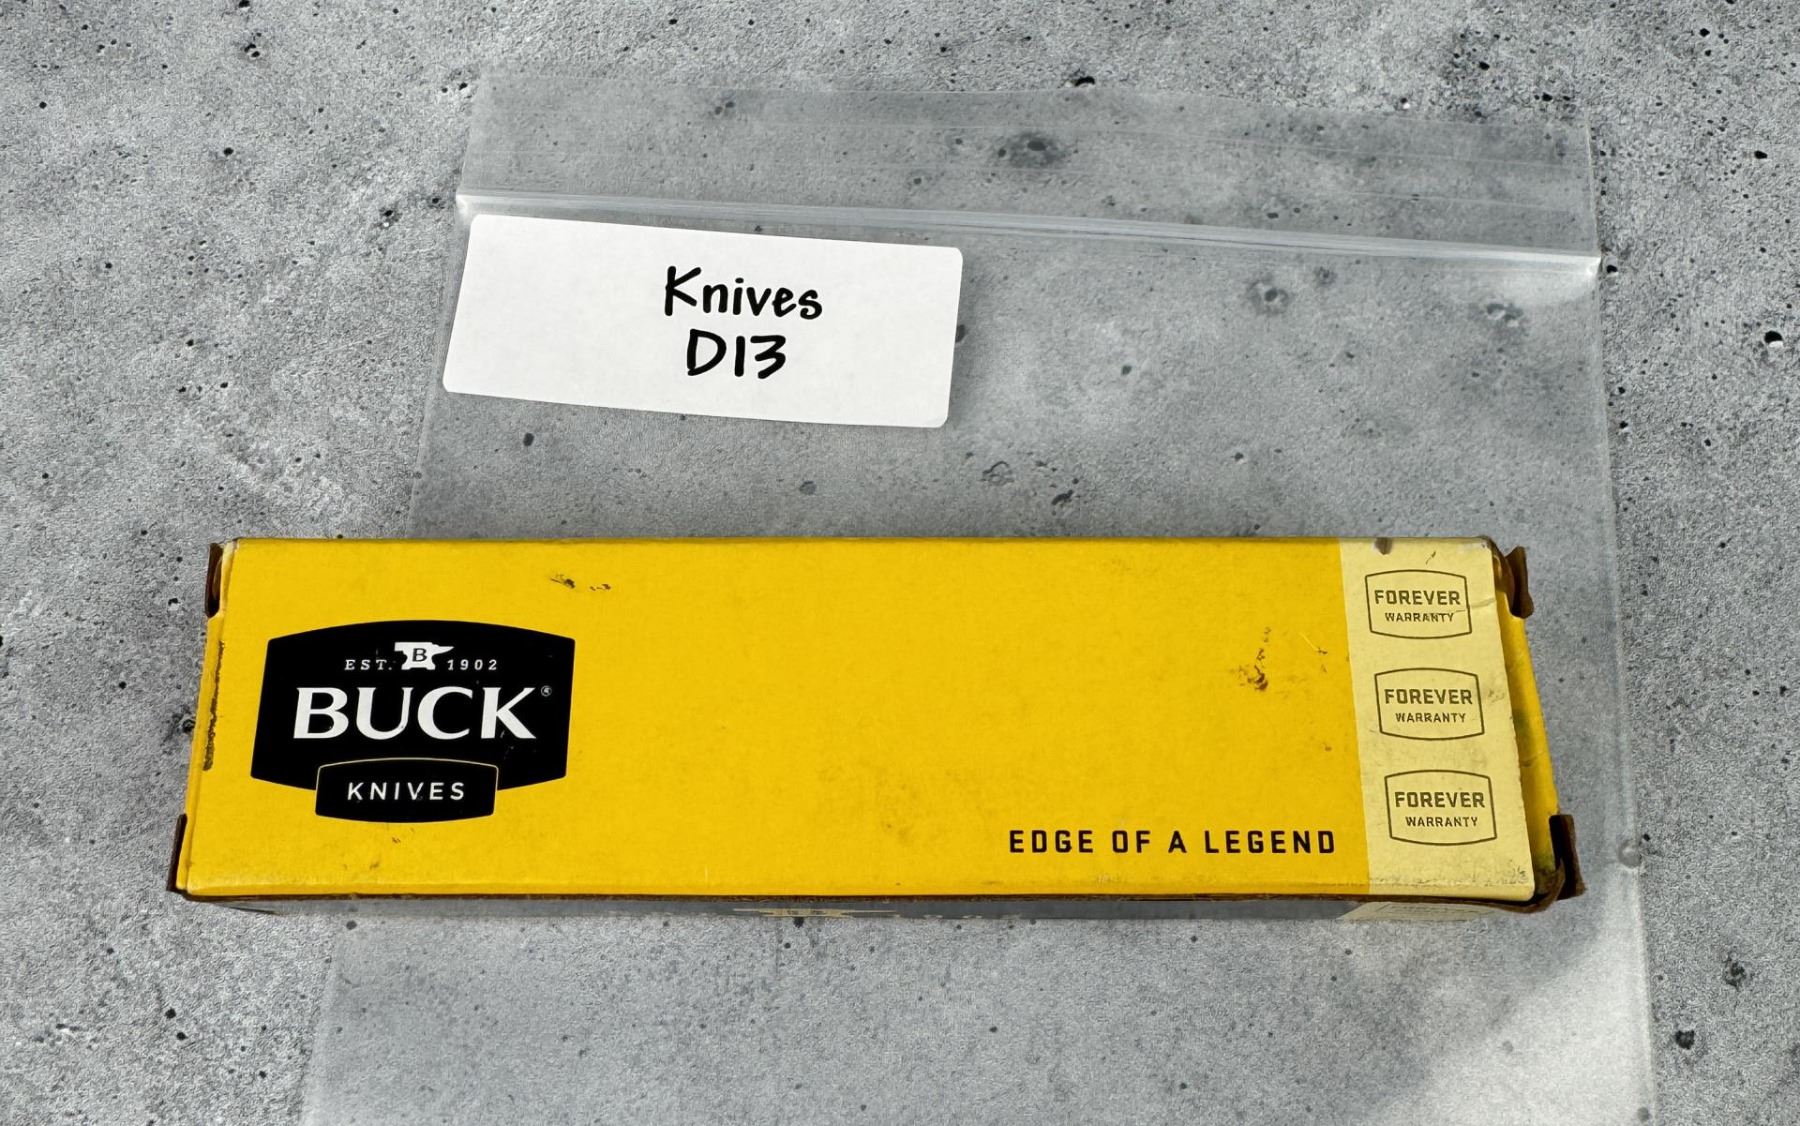 Knives
D13
EST. B 1902
BUCK®
KNIVES
EDGE OF A LEGEND
FOREVER
WARRANTY
FOREVER
WARRANTY
FOREVER
WARRANTY